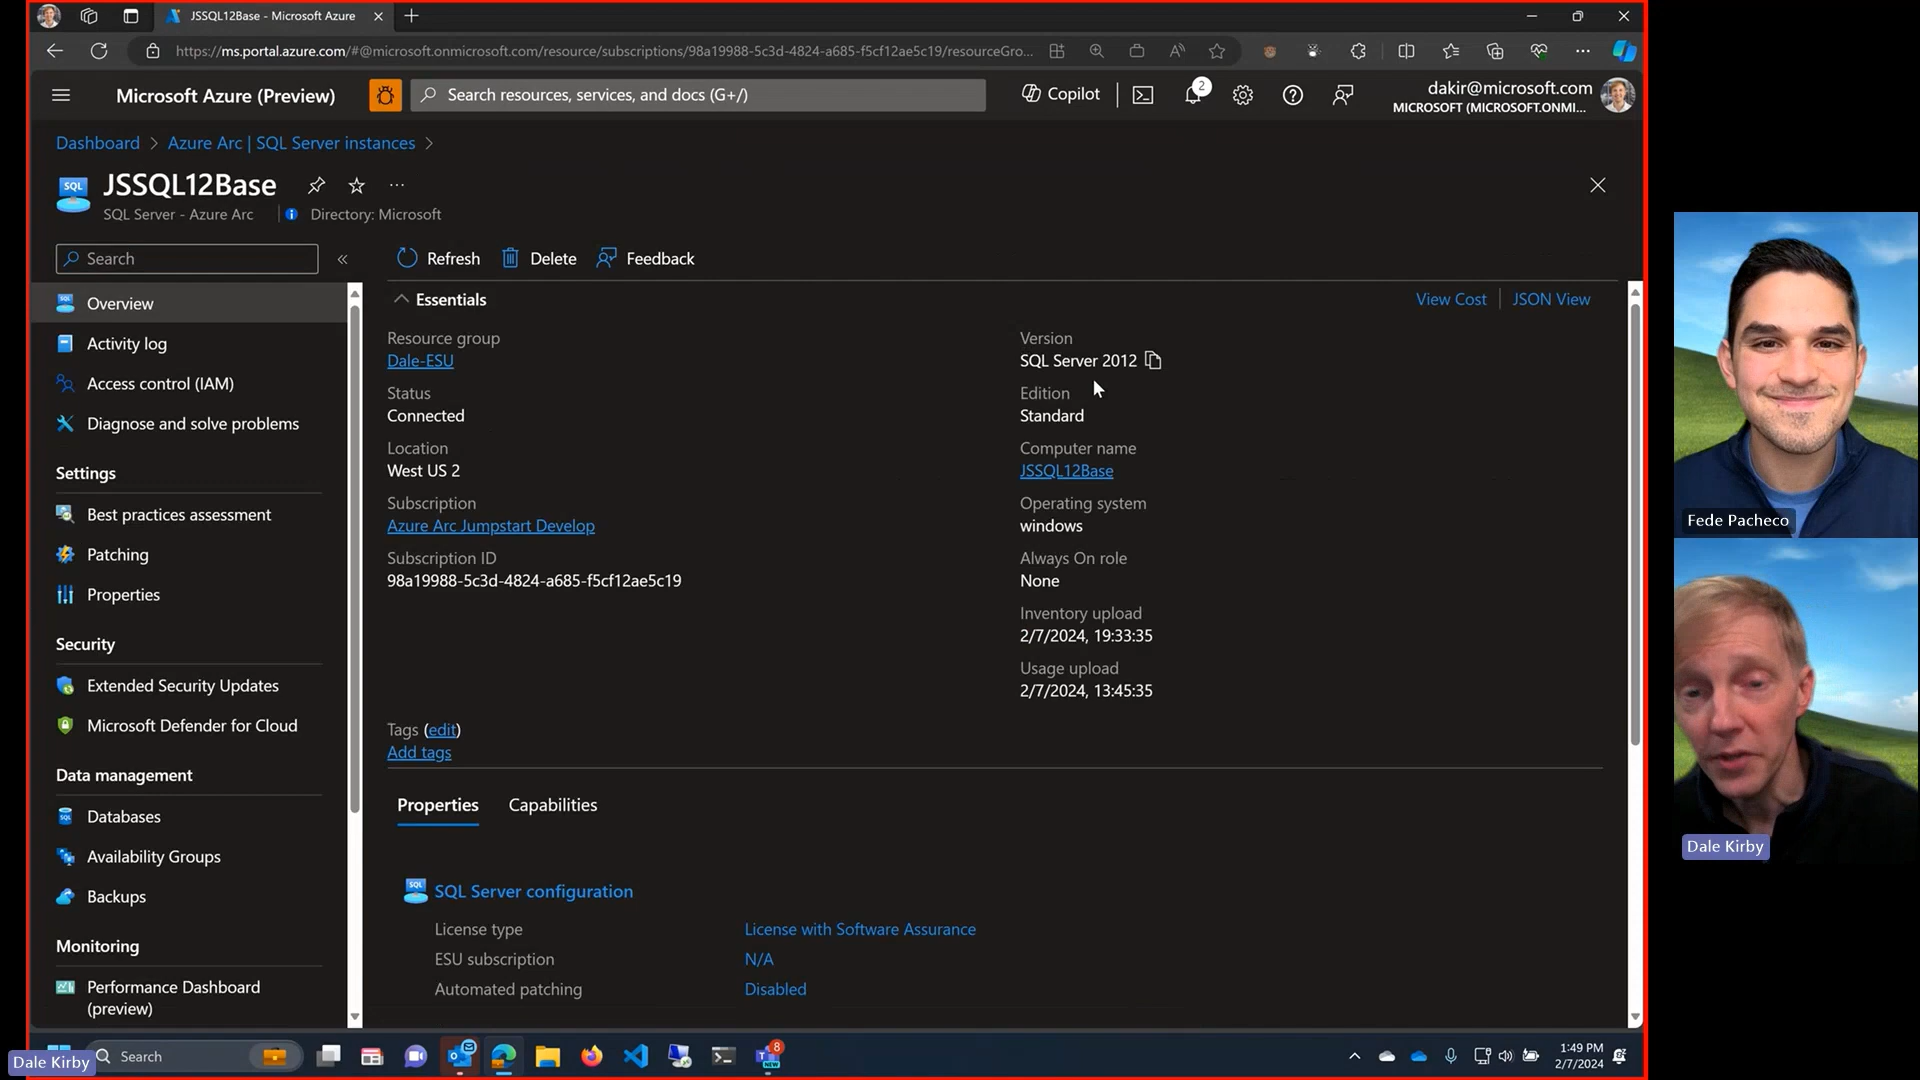 JSSQL12Base - Microsoft Azure
https://ms.portal.azure.com/#@microsoft.onmicrosoft.com/resource/subscriptions/98a19988-5c3d-4824-a685-f5cf12ae5c19/resourceGro...
Microsoft Azure (Preview)
Search resources, services, and docs (G+/)
Copilot
2
dakir@microsoft.com
MICROSOFT (MICROSOFT.ONMI...
Dashboard > Azure Arc | SQL Server instances >
SQL
JSSQL12Base
SQL Server - Azure Arc
Directory: Microsoft
Search
Overview
Activity log
Access control (IAM)
Diagnose and solve problems
Settings
Best practices assessment
Patching
Properties
Security
Extended Security Updates
Microsoft Defender for Cloud
Data management
Databases
Availability Groups
Backups
Monitoring
Performance Dashboard
(preview)
Refresh
Delete
Feedback
Essentials
View Cost
JSON View
Resource group
Dale-ESU
Status
Connected
Location
West US 2
Subscription
Azure Arc Jumpstart Develop
Subscription ID
98a19988-5c3d-4824-a685-f5cf12ae5c19
Version
SQL Server 2012
Edition
Standard
Computer name
JSSQL12Base
Operating system
windows
Always On role
None
Inventory upload
2/7/2024, 19:33:35
Usage upload
2/7/2024, 13:45:35
Tags (edit)
Add tags
Properties
Capabilities
SQL
SQL Server configuration
License type
License with Software Assurance
ESU subscription
N/A
Automated patching
Disabled
Fede Pacheco
Dale Kirby
Dale Kirby
Search
8
NEW
1:49 PM
2/7/2024